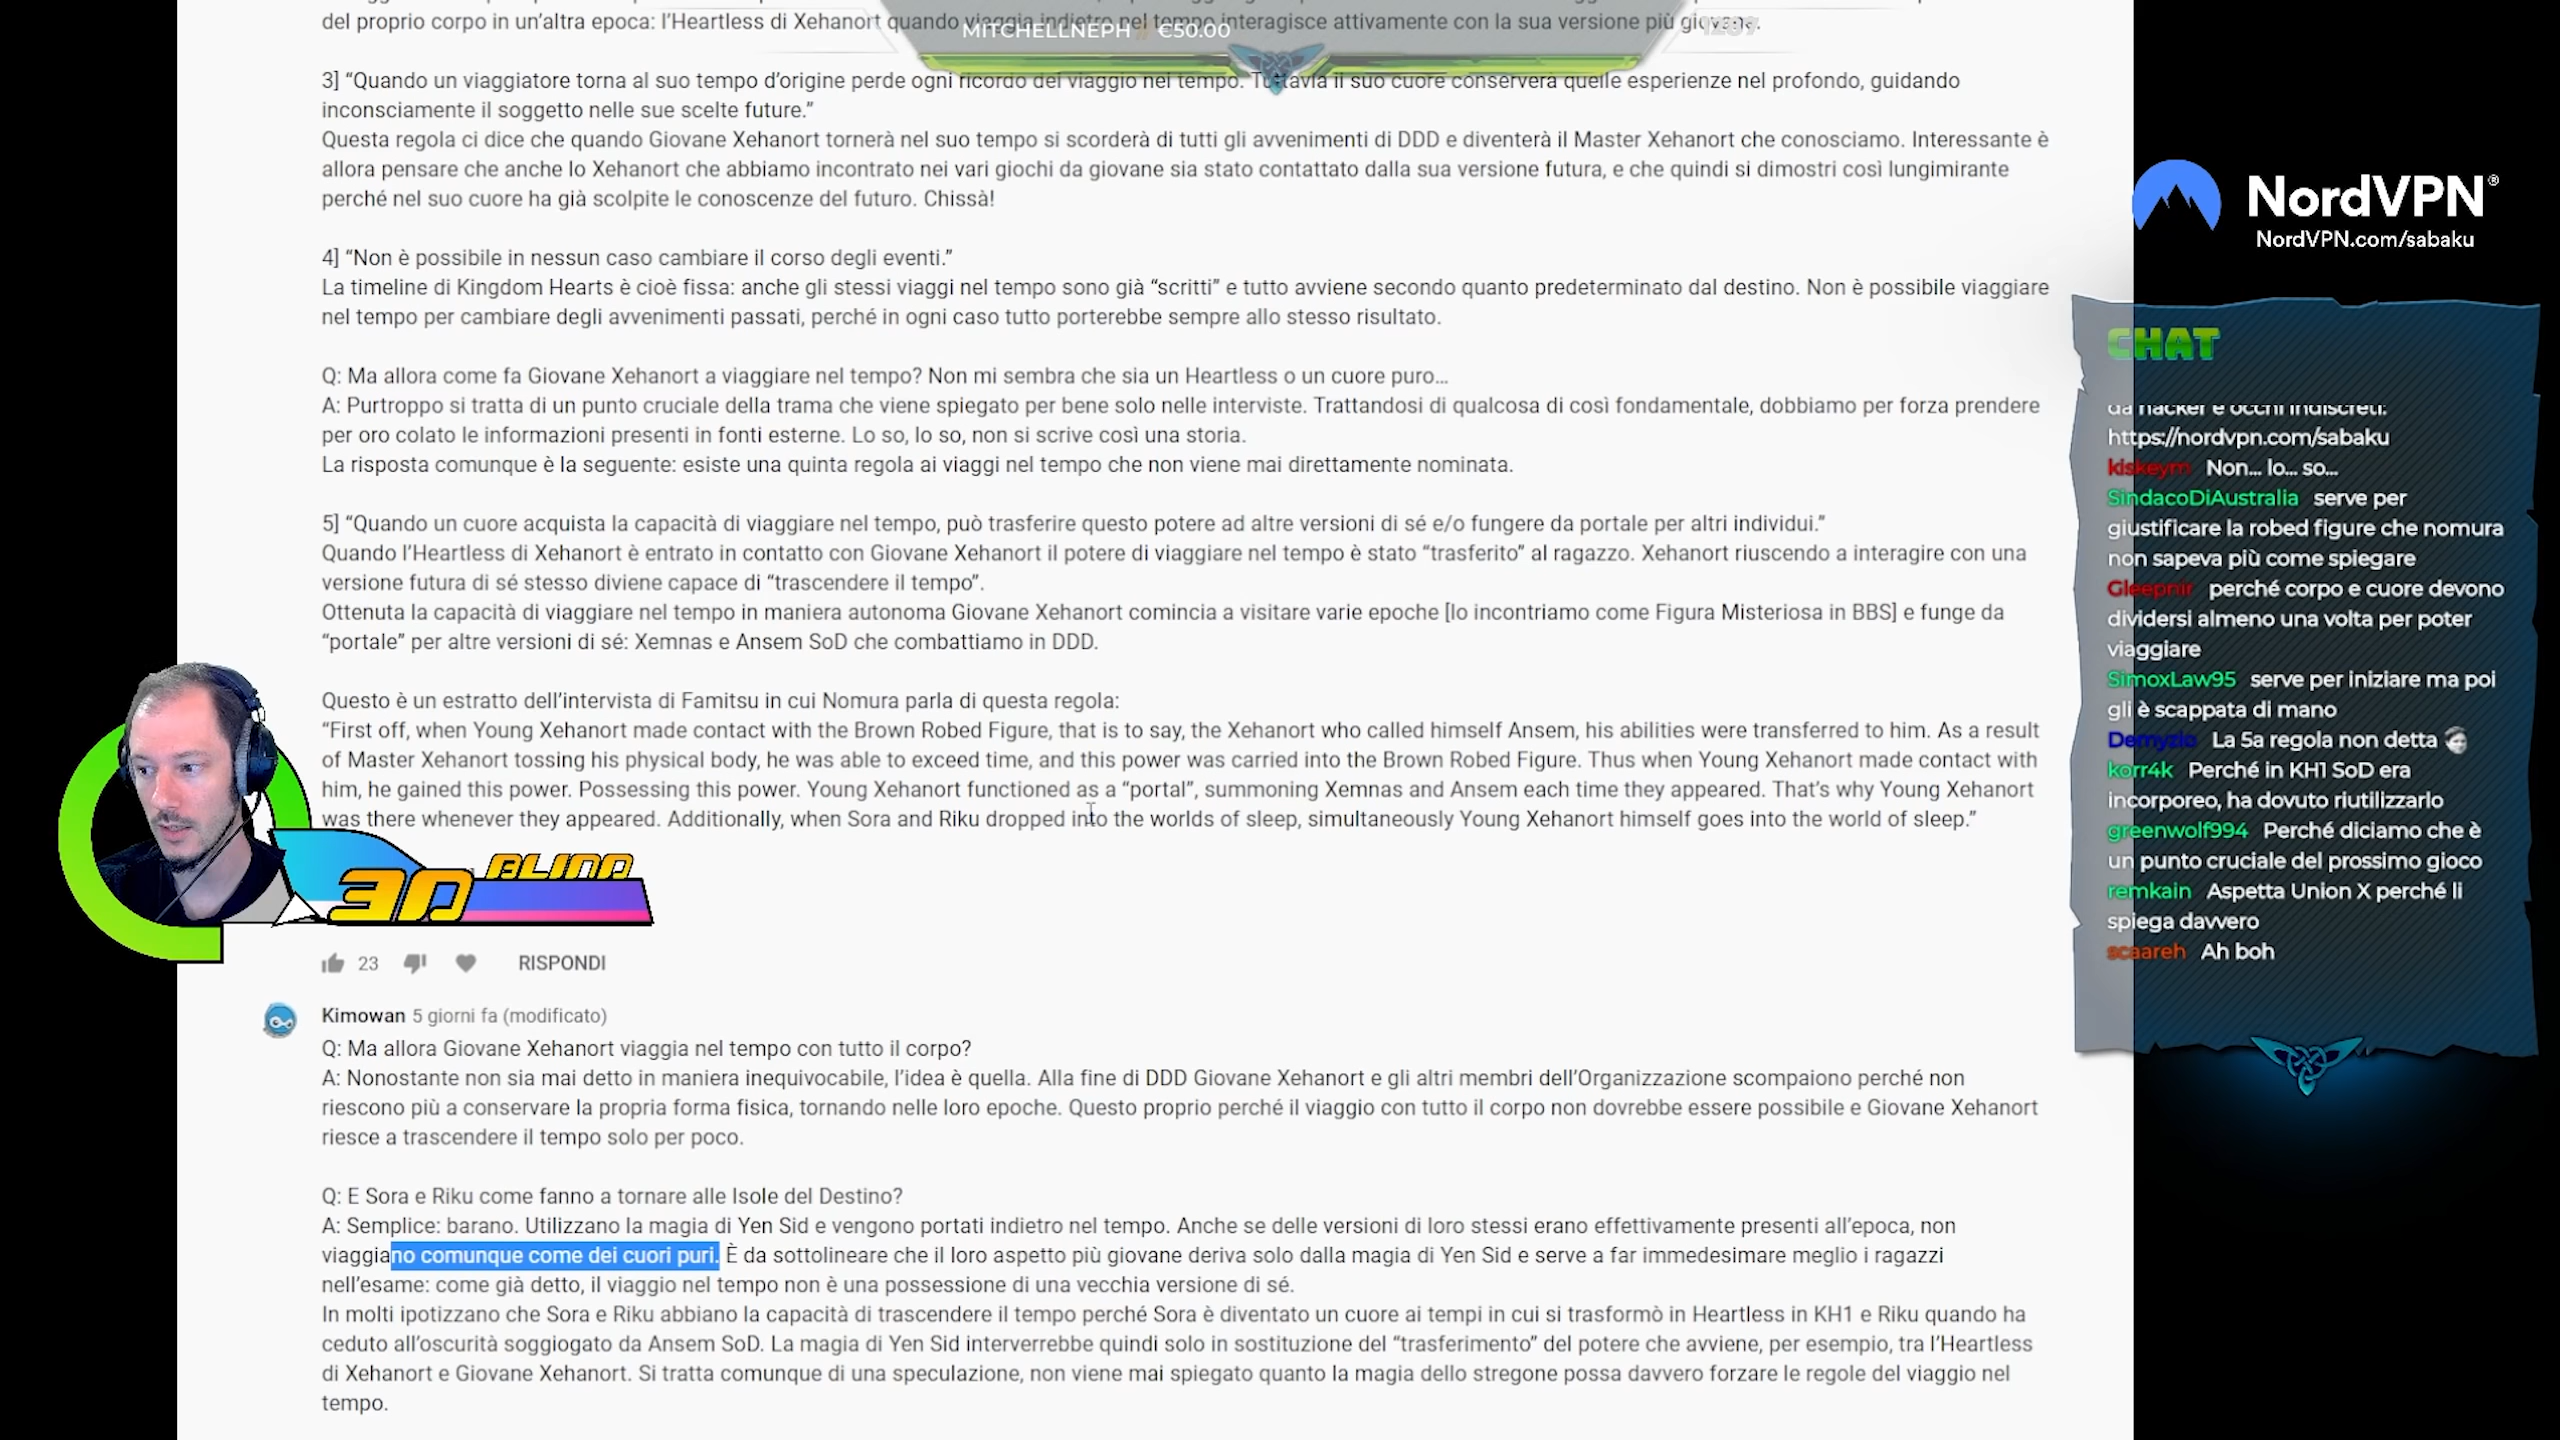 del proprio corpo in un’altra epoca: l’Heartless di Xehanort quando viaggia indietro nel tempo interagisce attivamente con la sua versione più giovane.
MITCHELLNEPH €50.00
3] “Quando un viaggiatore torna al suo tempo d’origine perde ogni ricordo del viaggio nel tempo. Tuttavia il suo cuore conserverà quelle esperienze nel profondo, guidando
inconsciamente il soggetto nelle sue scelte future.”
Questa regola ci dice che quando Giovane Xehanort tornerà nel suo tempo si scorderà di tutti gli avvenimenti di DDD e diventerà il Master Xehanort che conosciamo. Interessante è
allora pensare che anche lo Xehanort che abbiamo incontrato nei vari giochi da giovane sia stato contattato dalla sua versione futura, e che quindi si dimostri così lungimirante
perché nel suo cuore ha già scolpite le conoscenze del futuro. Chissà!
4] “Non è possibile in nessun caso cambiare il corso degli eventi.”
La timeline di Kingdom Hearts è cioè fissa: anche gli stessi viaggi nel tempo sono già “scritti” e tutto avviene secondo quanto predeterminato dal destino. Non è possibile viaggiare
nel tempo per cambiare degli avvenimenti passati, perché in ogni caso tutto porterebbe sempre allo stesso risultato.
Q: Ma allora come fa Giovane Xehanort a viaggiare nel tempo? Non mi sembra che sia un Heartless o un cuore puro…
A: Purtroppo si tratta di un punto cruciale della trama che viene spiegato per bene solo nelle interviste. Trattandosi di qualcosa di così fondamentale, dobbiamo per forza prendere
per oro colato le informazioni presenti in fonti esterne. Lo so, lo so, non si scrive così una storia.
La risposta comunque è la seguente: esiste una quinta regola ai viaggi nel tempo che non viene mai direttamente nominata.
5] “Quando un cuore acquista la capacità di viaggiare nel tempo, può trasferire questo potere ad altre versioni di sé e/o fungere da portale per altri individui.”
Quando l’Heartless di Xehanort è entrato in contatto con Giovane Xehanort il potere di viaggiare nel tempo è stato “trasferito” al ragazzo. Xehanort riuscendo a interagire con una
versione futura di sé stesso diviene capace di “trascendere il tempo”.
Ottenuta la capacità di viaggiare nel tempo in maniera autonoma Giovane Xehanort comincia a visitare varie epoche [lo incontriamo come Figura Misteriosa in BBS] e funge da
“portale” per altre versioni di sé: Xemnas e Ansem SoD che combattiamo in DDD.
Questo è un estratto dell’intervista di Famitsu in cui Nomura parla di questa regola:
“First off, when Young Xehanort made contact with the Brown Robed Figure, that is to say, the Xehanort who called himself Ansem, his abilities were transferred to him. As a result
of Master Xehanort tossing his physical body, he was able to exceed time, and this power was carried into the Brown Robed Figure. Thus when Young Xehanort made contact with
him, he gained this power. Possessing this power. Young Xehanort functioned as a “portal”, summoning Xemnas and Ansem each time they appeared. That’s why Young Xehanort
was there whenever they appeared. Additionally, when Sora and Riku dropped into the worlds of sleep, simultaneously Young Xehanort himself goes into the world of sleep.”
BLIND
3D
23 RISPONDI
Kimowan 5 giorni fa (modificato)
Q: Ma allora Giovane Xehanort viaggia nel tempo con tutto il corpo?
A: Nonostante non sia mai detto in maniera inequivocabile, l’idea è quella. Alla fine di DDD Giovane Xehanort e gli altri membri dell’Organizzazione scompaiono perché non
riescono più a conservare la propria forma fisica, tornando nelle loro epoche. Questo proprio perché il viaggio con tutto il corpo non dovrebbe essere possibile e Giovane Xehanort
riesce a trascendere il tempo solo per poco.
Q: E Sora e Riku come fanno a tornare alle Isole del Destino?
A: Semplice: barano. Utilizzano la magia di Yen Sid e vengono portati indietro nel tempo. Anche se delle versioni di loro stessi erano effettivamente presenti all’epoca, non
viaggiano comunque come dei cuori puri. È da sottolineare che il loro aspetto più giovane deriva solo dalla magia di Yen Sid e serve a far immedesimare meglio i ragazzi
nell’esame: come già detto, il viaggio nel tempo non è una possessione di una vecchia versione di sé.
In molti ipotizzano che Sora e Riku abbiano la capacità di trascendere il tempo perché Sora è diventato un cuore ai tempi in cui si trasformò in Heartless in KH1 e Riku quando ha
ceduto all’oscurità soggiogato da Ansem SoD. La magia di Yen Sid interverrebbe quindi solo in sostituzione del “trasferimento” del potere che avviene, per esempio, tra l’Heartless
di Xehanort e Giovane Xehanort. Si tratta comunque di una speculazione, non viene mai spiegato quanto la magia dello stregone possa davvero forzare le regole del viaggio nel
tempo.
NordVPN®
NordVPN.com/sabaku
CHAT
da hacker e occhi indiscreti:
https://nordvpn.com/sabaku
kiskeym Non... lo... so...
SindacoDiAustralia serve per
giustificare la robed figure che nomura
non sapeva più come spiegare
Gleepnir perché corpo e cuore devono
dividersi almeno una volta per poter
viaggiare
SimoxLaw95 serve per iniziare ma poi
gli è scappata di mano
Demyzio La 5a regola non detta
korr4k Perché in KH1 SoD era
incorporeo, ha dovuto riutilizzarlo
greenwolf994 Perché diciamo che è
un punto cruciale del prossimo gioco
remkain Aspetta Union X perché li
spiega davvero
scaareh Ah boh